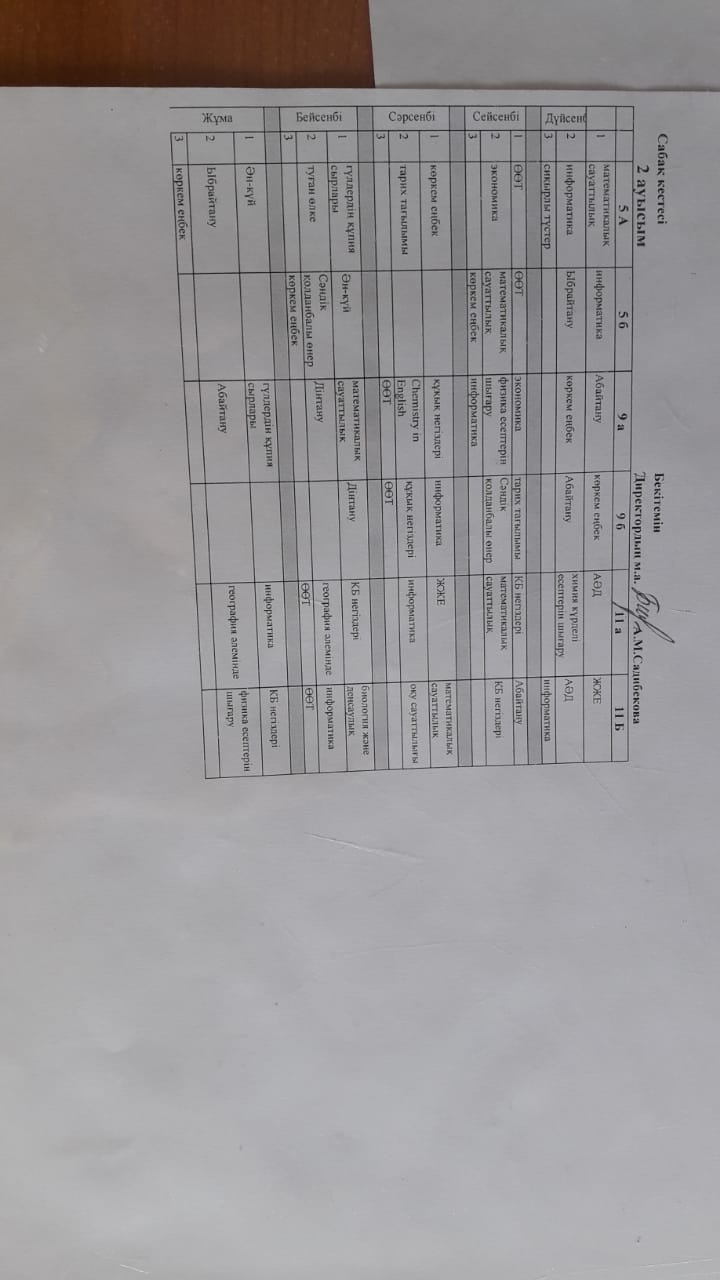 Сабақ кестесі
2 ауысым
Бекітемін
Директордың м.а. А.М.Садибекова
5 А 5 б 9 а 9 б 11 а 11 Б
Дүйсенб
1 математикалық сауаттылық информатика Абайтану көркем еңбек АӘД ЖЖЕ
2 информатика Ыбрайтану көркем еңбек Абайтану химия күрделі есептерін шығару АӘД
3 сиқырлы түстер информатика
Сейсенбі
1 ӨӨТ ӨӨТ экономика тарих тағылымы КБ негіздері Абайтану
2 экономика математикалық сауаттылық физика есептерін шығару Сәндік қолданбалы өнер математикалық сауаттылық КБ негіздері
3 көркем еңбек информатика
Сәрсенбі
1 көркем еңбек құқық негіздері информатика ЖЖЕ математикалық сауаттылық
2 тарих тағылымы Chemistry in English құқық негіздері информатика оқу сауаттылығы
3 ӨӨТ ӨӨТ
Бейсенбі
1 гүлдердің құпия сырлары Ән-күй математикалық сауаттылық Дінтану КБ негіздері биология және денсаулық
2 туған өлке Сәндік қолданбалы өнер Дінтану география әлемінде информатика
3 көркем еңбек ӨӨТ ӨӨТ
Жұма
1 Ән-күй гүлдердің құпия сырлары информатика КБ негіздері
2 Ыбрайтану Абайтану география әлемінде физика есептерін шығару
3 көркем еңбек